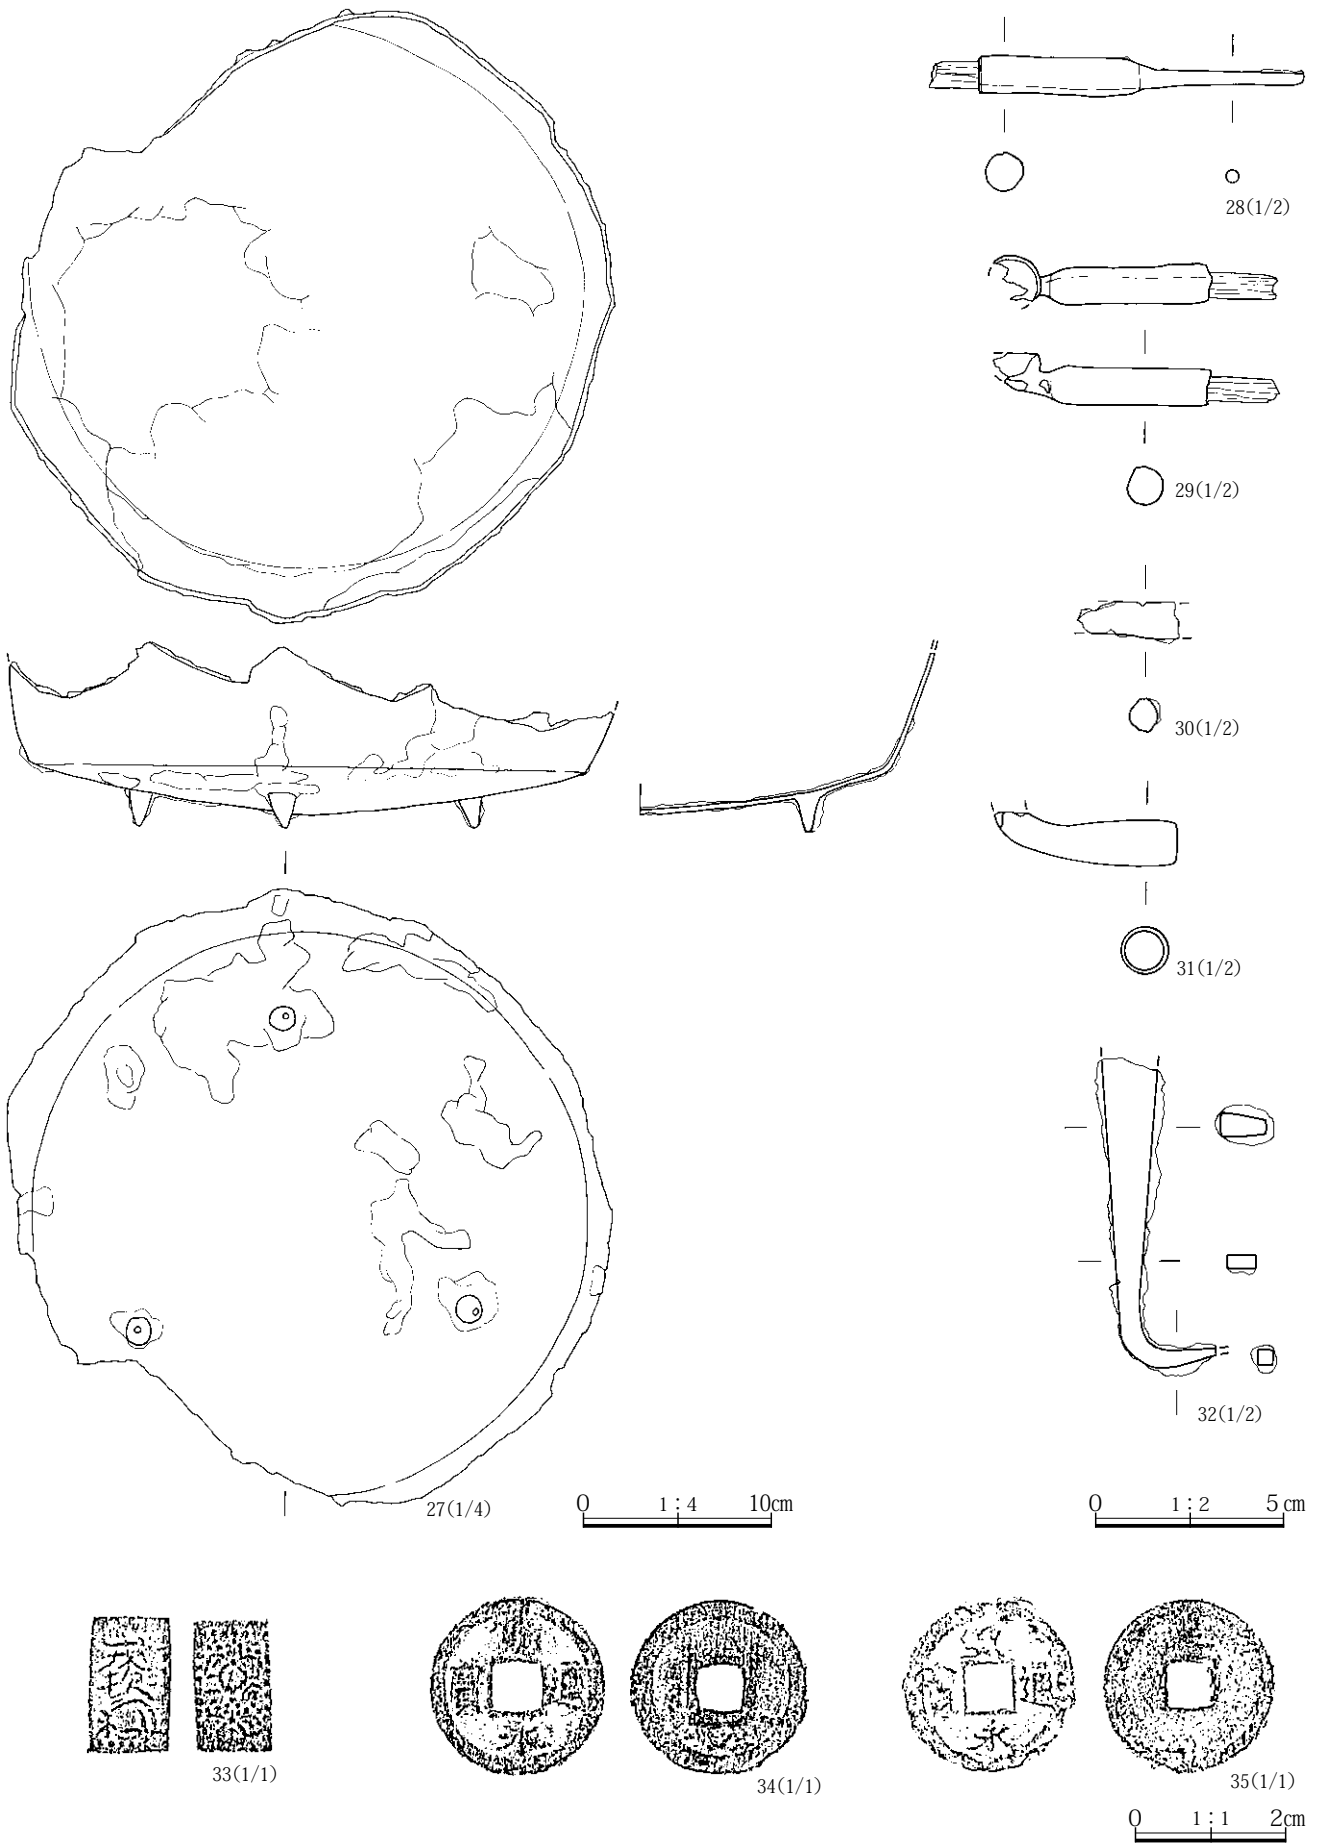 28(1/2)
29(1/2)
30(1/2)
31(1/2)
32(1/2)
27(1/4)
0 1：4 10cm
0 1：2 5cm
33(1/1)
34(1/1)
永
35(1/1)
0 1：1 2cm